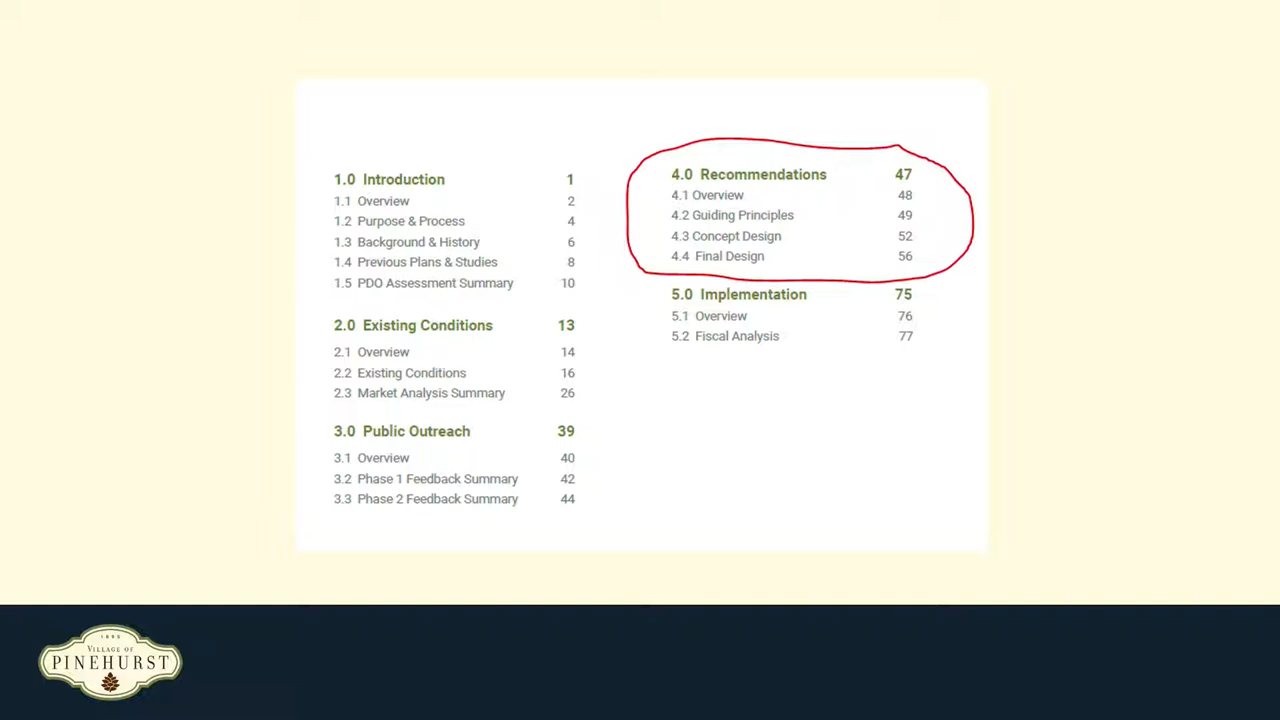 1.0 Introduction 1
1.1 Overview 2
1.2 Purpose & Process 4
1.3 Background & History 6
1.4 Previous Plans & Studies 8
1.5 PDO Assessment Summary 10
2.0 Existing Conditions 13
2.1 Overview 14
2.2 Existing Conditions 16
2.3 Market Analysis Summary 26
3.0 Public Outreach 39
3.1 Overview 40
3.2 Phase 1 Feedback Summary 42
3.3 Phase 2 Feedback Summary 44
4.0 Recommendations 47
4.1 Overview 48
4.2 Guiding Principles 49
4.3 Concept Design 52
4.4 Final Design 56
5.0 Implementation 75
5.1 Overview 76
5.2 Fiscal Analysis 77
1895
VILLAGE OF
PINEHURST